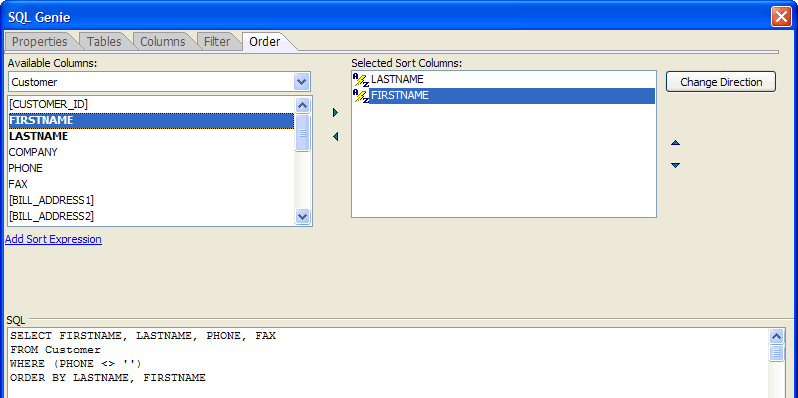 SQL Genie
Properties Tables Columns Filter Order
Available Columns:
Customer
[CUSTOMER_ID]
FIRSTNAME
LASTNAME
COMPANY
PHONE
FAX
[BILL_ADDRESS1]
[BILL_ADDRESS2]
Add Sort Expression
Selected Sort Columns:
LASTNAME
FIRSTNAME
Change Direction
SQL
SELECT FIRSTNAME, LASTNAME, PHONE, FAX
FROM Customer
WHERE (PHONE <> '')
ORDER BY LASTNAME, FIRSTNAME